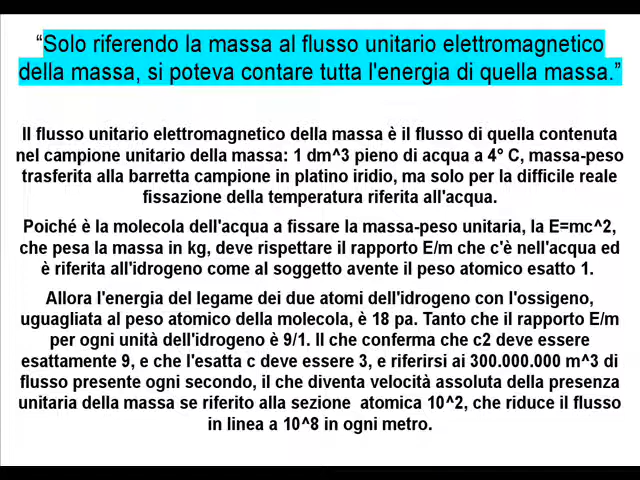 “Solo riferendo la massa al flusso unitario elettromagnetico
della massa, si poteva contare tutta l'energia di quella massa.”
Il flusso unitario elettromagnetico della massa è il flusso di quella contenuta
nel campione unitario della massa: 1 dm^3 pieno di acqua a 4° C, massa-peso
trasferita alla barretta campione in platino iridio, ma solo per la difficile reale
fissazione della temperatura riferita all'acqua.
Poiché è la molecola dell'acqua a fissare la massa-peso unitaria, la E=mc^2,
che pesa la massa in kg, deve rispettare il rapporto E/m che c'è nell'acqua ed
è riferita all'idrogeno come al soggetto avente il peso atomico esatto 1.
Allora l'energia del legame dei due atomi dell'idrogeno con l'ossigeno,
uguagliata al peso atomico della molecola, è 18 pa. Tanto che il rapporto E/m
per ogni unità dell'idrogeno è 9/1. Il che conferma che c2 deve essere
esattamente 9, e che l'esatta c deve essere 3, e riferirsi ai 300.000.000 m^3 di
flusso presente ogni secondo, il che diventa velocità assoluta della presenza
unitaria della massa se riferito alla sezione atomica 10^2, che riduce il flusso
in linea a 10^8 in ogni metro.